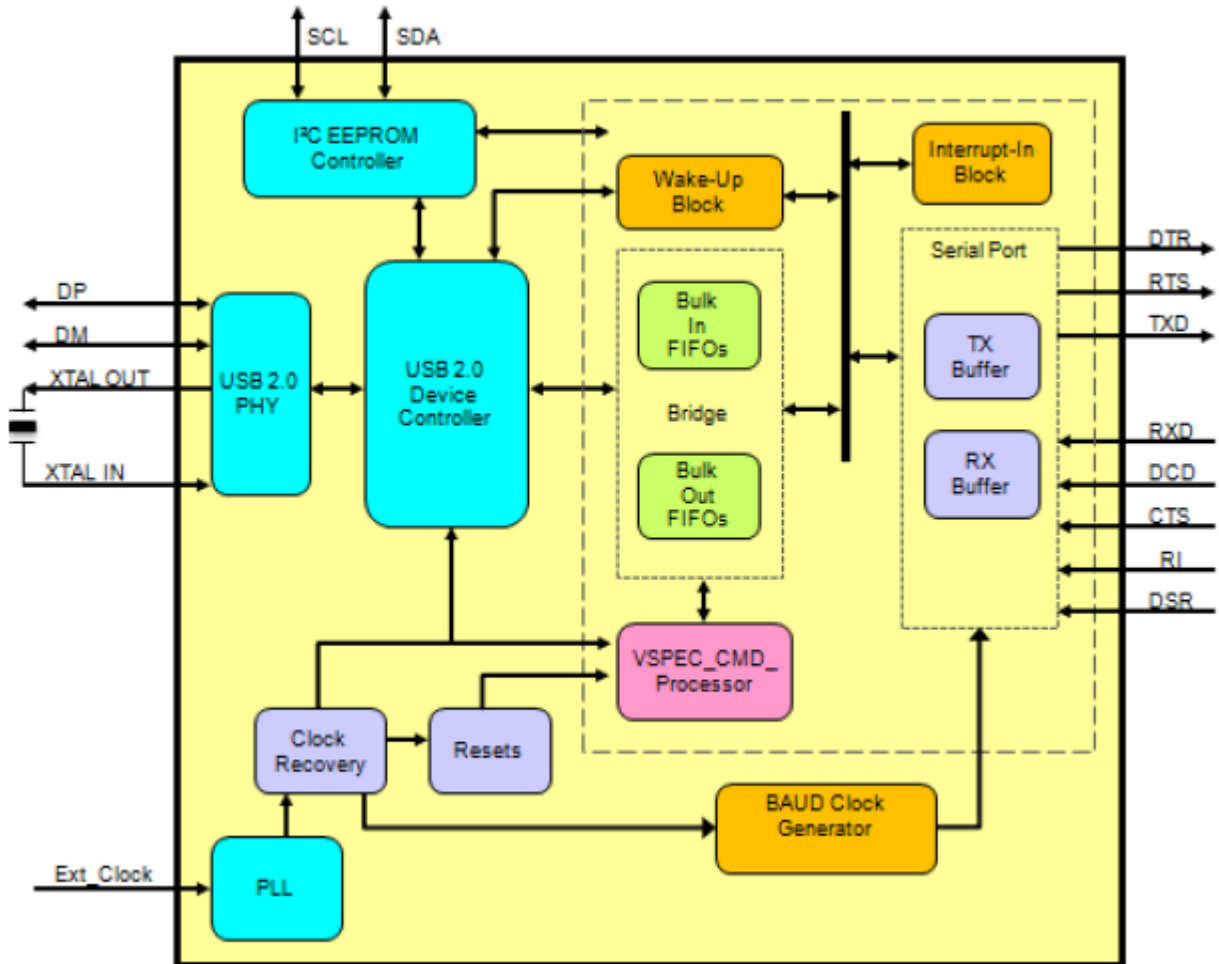 SCL
SDA
I²C EEPROM
Controller
Interrupt-In
Block
Wake-Up
Block
Serial Port
DTR
RTS
TXD
DP
DM
XTAL OUT
XTAL IN
USB 2.0
PHY
USB 2.0
Device
Controller
Bulk
In
FIFOs
Bridge
Bulk
Out
FIFOs
TX
Buffer
RX
Buffer
RXD
DCD
CTS
RI
DSR
VSPEC_CMD_
Processor
Clock
Recovery
Resets
BAUD Clock
Generator
Ext_Clock
PLL